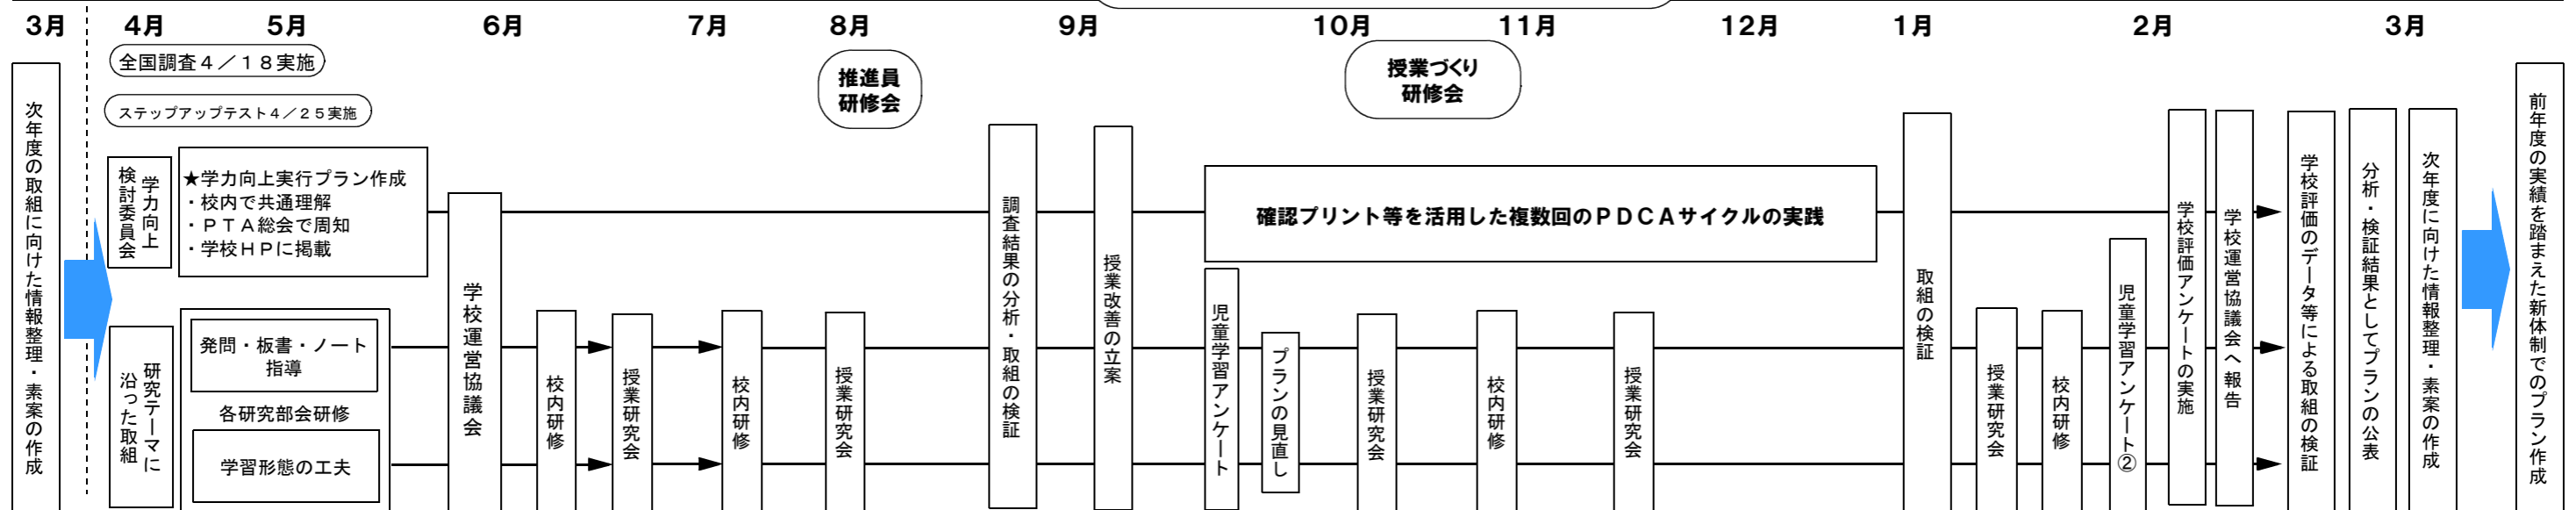 3月
4月
5月
6月
7月
8月
9月
10月
11月
12月
1月
2月
3月
全国調査４／１８実施
ステップアップテスト４／２５実施
推進員
研修会
授業づくり
研修会
次年度の取組に向けた情報整理・素案の作成
学力向上
検討委員会
★学力向上実行プラン作成
・校内で共通理解
・ＰＴＡ総会で周知
・学校ＨＰに掲載
研究テーマに
沿った取組
発問・板書・ノート
指導
各研究部会研修
学習形態の工夫
学校運営協議会
校内研修
授業研究会
校内研修
授業研究会
調査結果の分析・取組の検証
授業改善の立案
確認プリント等を活用した複数回のＰＤＣＡサイクルの実践
児童学習アンケート
プランの見直し
授業研究会
校内研修
授業研究会
取組の検証
授業研究会
校内研修
児童学習アンケート②
学校評価アンケートの実施
学校運営協議会へ報告
学校評価のデータ等による取組の検証
分析・検証結果としてプランの公表
次年度に向けた情報整理・素案の作成
前年度の実績を踏まえた新体制でのプラン作成